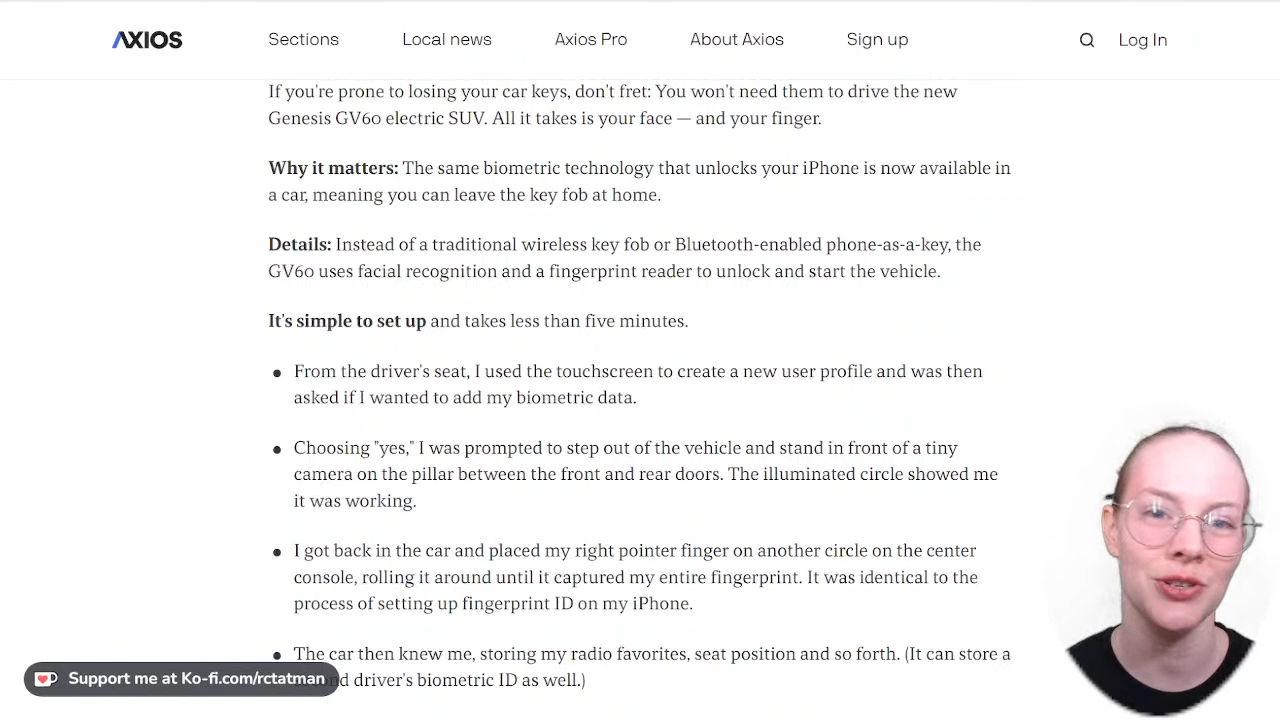 AXIOS
Sections
Local news
Axios Pro
About Axios
Sign up
Log In
If you're prone to losing your car keys, don't fret: You won't need them to drive the new
Genesis GV60 electric SUV. All it takes is your face — and your finger.
Why it matters: The same biometric technology that unlocks your iPhone is now available in
a car, meaning you can leave the key fob at home.
Details: Instead of a traditional wireless key fob or Bluetooth-enabled phone-as-a-key, the
GV60 uses facial recognition and a fingerprint reader to unlock and start the vehicle.
It's simple to set up and takes less than five minutes.
From the driver's seat, I used the touchscreen to create a new user profile and was then
asked if I wanted to add my biometric data.
Choosing "yes," I was prompted to step out of the vehicle and stand in front of a tiny
camera on the pillar between the front and rear doors. The illuminated circle showed me
it was working.
I got back in the car and placed my right pointer finger on another circle on the center
console, rolling it around until it captured my entire fingerprint. It was identical to the
process of setting up fingerprint ID on my iPhone.
The car then knew me, storing my radio favorites, seat position and so forth. (It can store a
driver's biometric ID as well.)
Support me at Ko-fi.com/rctatman